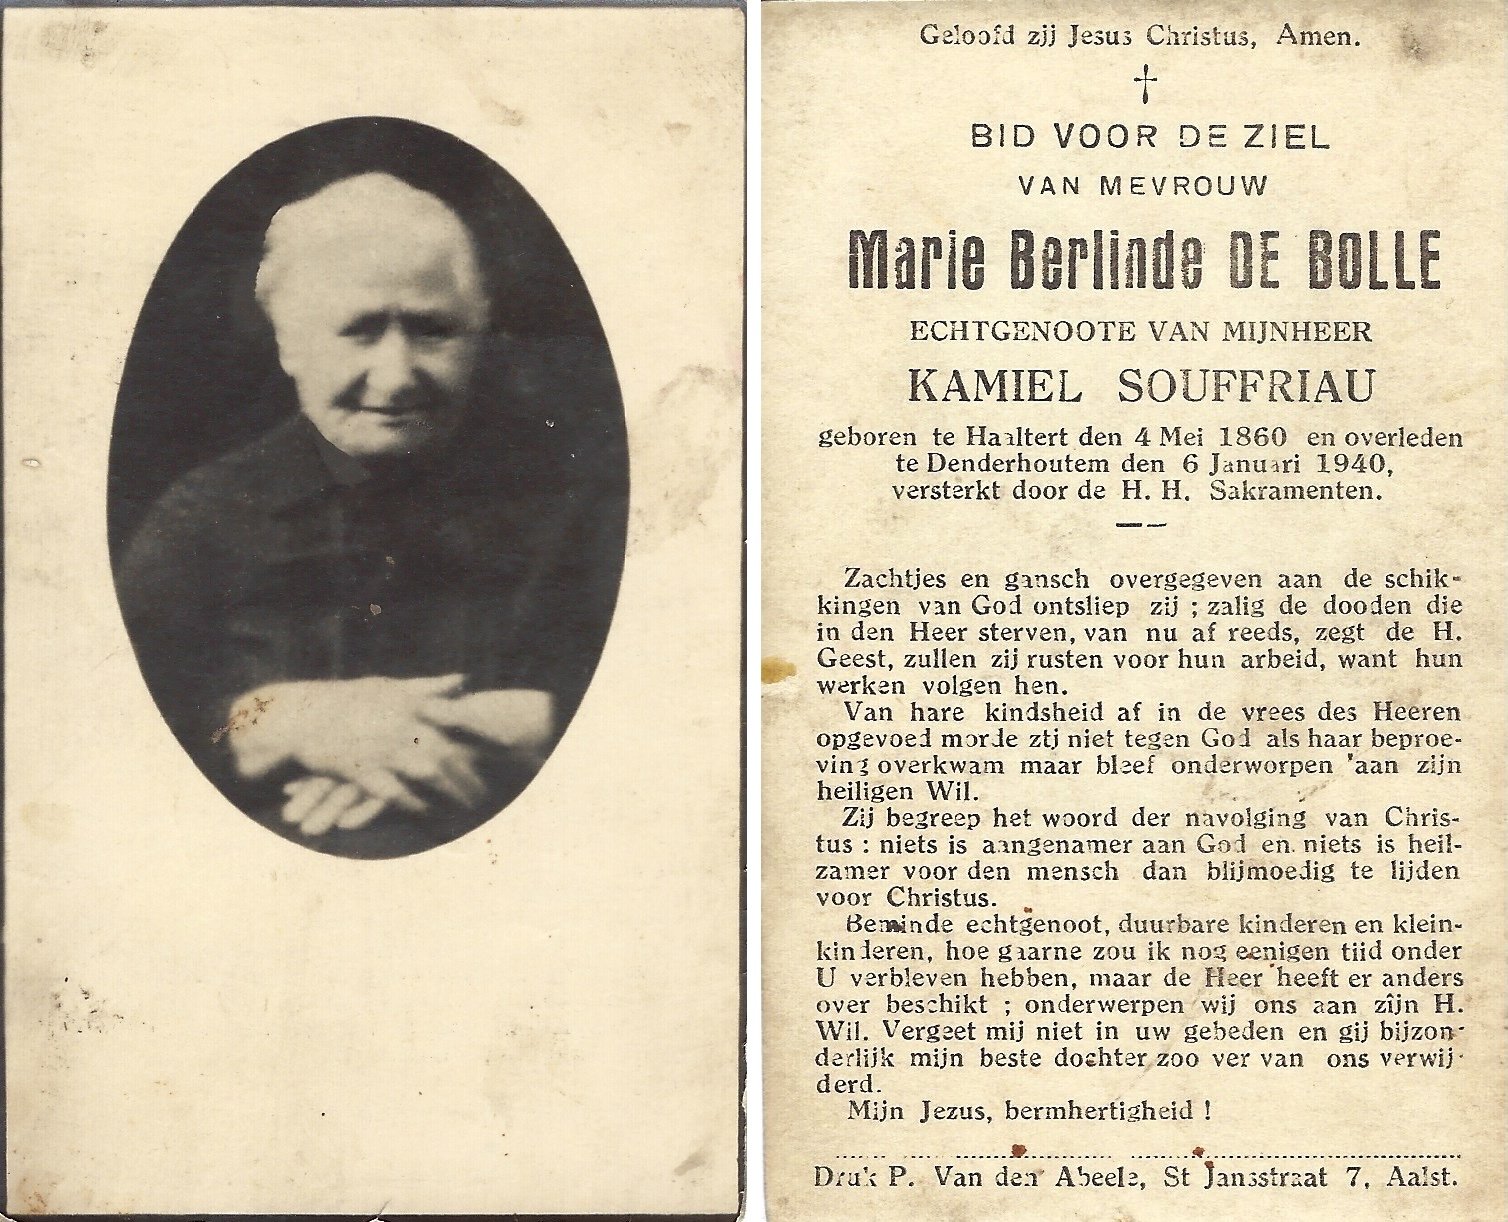 Geloofd zij Jesus Christus, Amen.
BID VOOR DE ZIEL
VAN MEVROUW
Marie Berlinde DE BOLLE
ECHTGENOOTE VAN MIJNHEER
KAMIEL SOUFFRIAU
geboren te Haaltert den 4 Mei 1860 en overleden
te Denderhoutem den 6 Januari 1940,
versterkt door de H. H. Sakramenten.
Zachtjes en gansch overgegeven aan de schik-
kingen van God ontsliep zij ; zalig de dooden die
in den Heer sterven, van nu af reeds, zegt de H.
Geest, zullen zij rusten voor hun arbeid, want hun
werken volgen hen.
Van hare kindsheid af in de vrees des Heeren
opgevoed morde ztj niet tegen God als haar beproe-
ving overkwam maar bleef onderworpen 'aan zijn
heiligen Wil.
Zij begreep het woord der navolging van Chris-
tus : niets is aangenamer aan God en niets is heil-
zamer voor den mensch dan blijmoedig te lijden
voor Christus.
Beminde echtgenoot, duurbare kinderen en klein-
kinderen, hoe gaarne zou ik nog eenigen tiid onder
U verbleven hebben, maar de Heer heeft er anders
over beschikt ; onderwerpen wij ons aan zîjn H.
Wil. Vergeet mij niet in uw gebeden en gij bijzon-
derlijk mijn beste dochter zoo ver van ons verwij-
derd.
Mijn Jezus, bermhertigheid !
Druk P. Van den Abeele, St Jansstraat 7, Aalst.